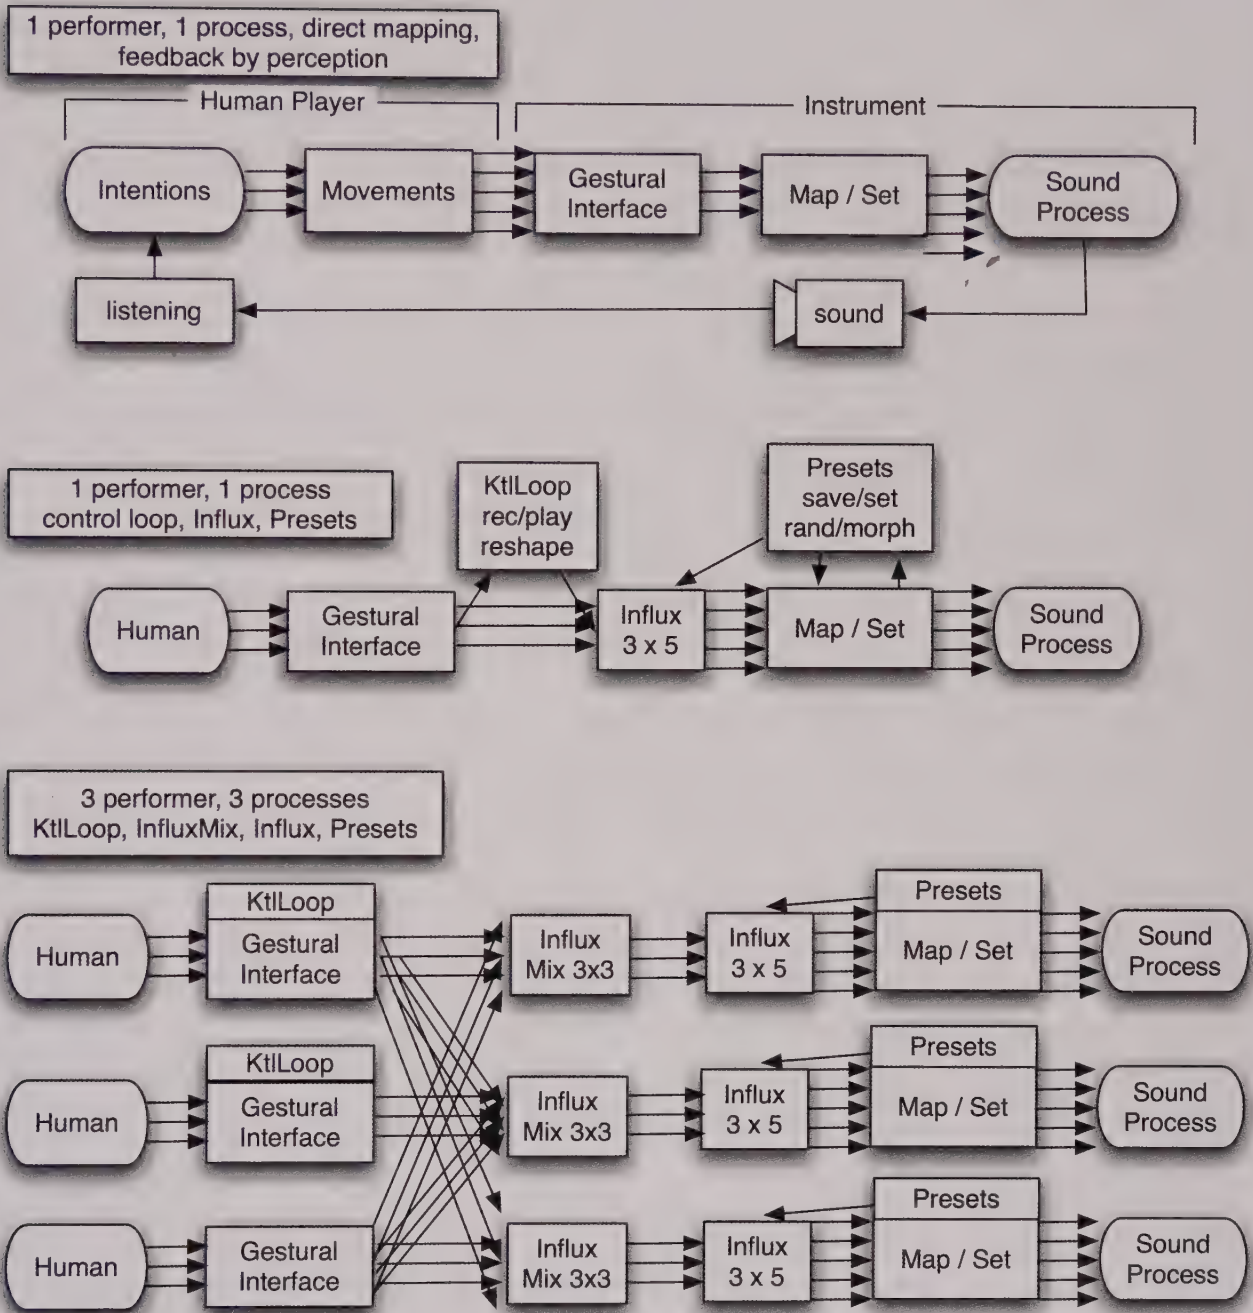 1 performer, 1 process, direct mapping,
feedback by perception
Human Player
Instrument
Intentions
Movements
Gestural
Interface
Map / Set
Sound
Process
listening
sound
1 performer, 1 process
control loop, Influx, Presets
KtlLoop
rec/play
reshape
Presets
save/set
rand/morph
Human
Gestural
Interface
Influx
3 x 5
Map / Set
Sound
Process
3 performer, 3 processes
KtlLoop, InfluxMix, Influx, Presets
Human
KtlLoop
Gestural
Interface
Influx
Mix 3x3
Influx
3 x 5
Presets
Map / Set
Sound
Process
Human
KtlLoop
Gestural
Interface
Influx
Mix 3x3
Influx
3 x 5
Presets
Map / Set
Sound
Process
Human
Gestural
Interface
Influx
Mix 3x3
Influx
3 x 5
Presets
Map / Set
Sound
Process